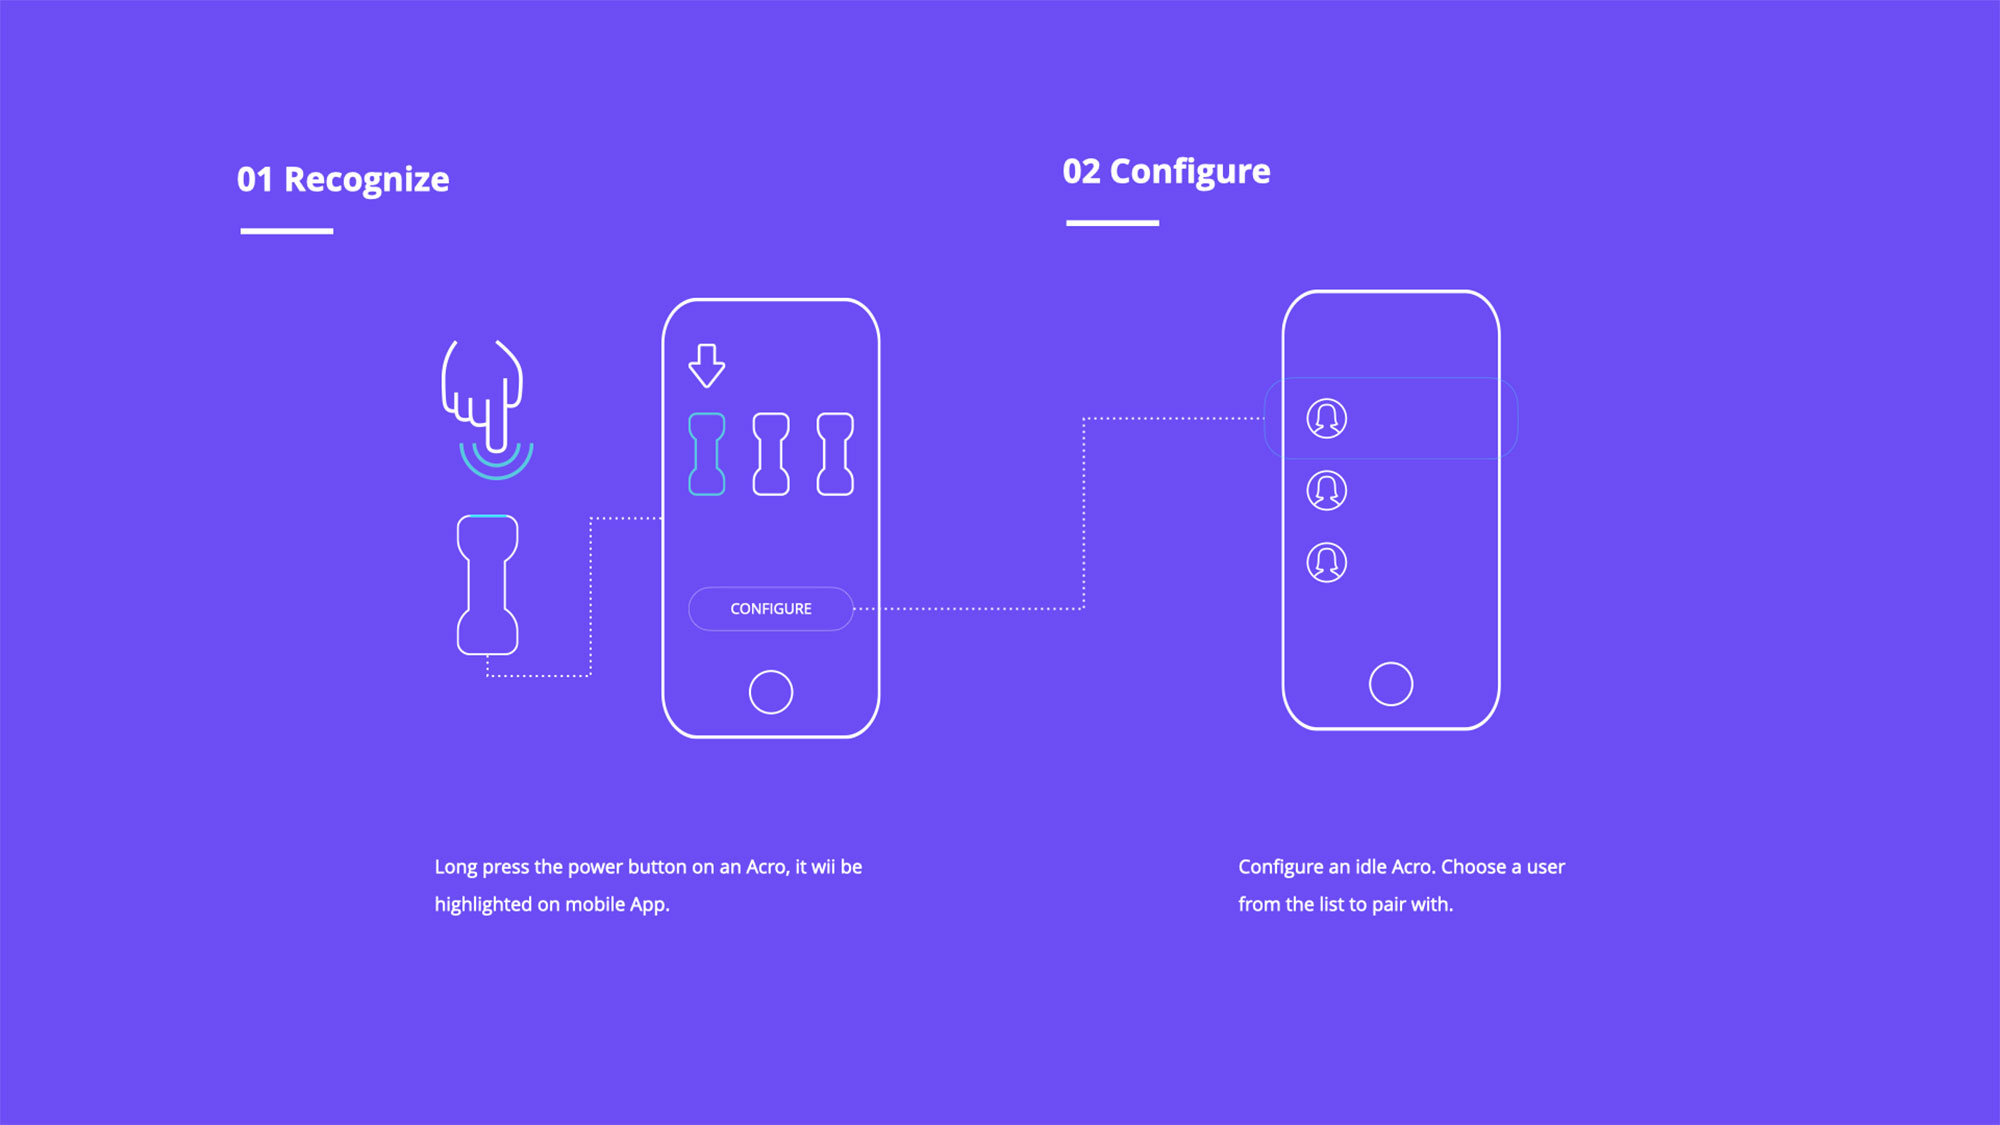 01 Recognize
02 Configure
CONFIGURE
Long press the power button on an Acro, it wii be
highlighted on mobile App.
Configure an idle Acro. Choose a user
from the list to pair with.